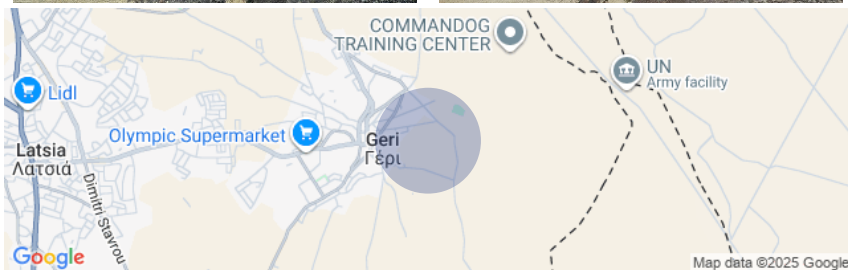 COMMANDOG
TRAINING CENTER
UN
Army facility
Lidl
Olympic Supermarket
Geri
Γέρι
Latsia
Λατσιά
Dimitri Stavrou
Google
Map data ©2025 Google